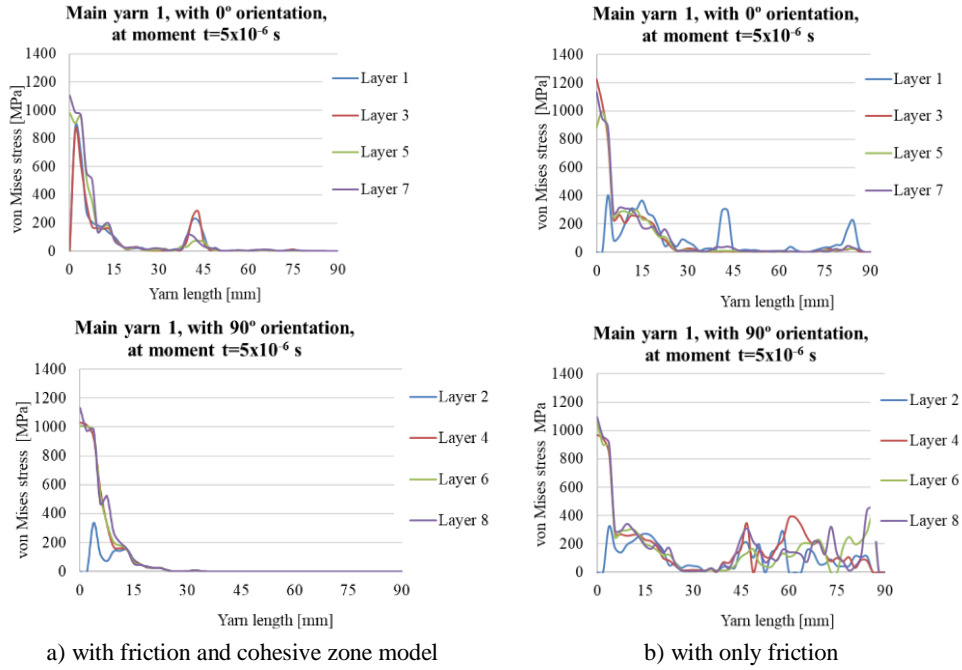 Main yarn 1, with 0º orientation,
at moment t=5x10⁻⁶ s
von Mises stress [MPa]
1400
1200
1000
800
600
400
200
0
0 15 30 45 60 75 90
Yarn length [mm]
Layer 1
Layer 3
Layer 5
Layer 7
Main yarn 1, with 0º orientation,
at moment t=5x10⁻⁶ s
von Mises stress [MPa]
1400
1200
1000
800
600
400
200
0
0 15 30 45 60 75 90
Yarn length [mm]
Layer 1
Layer 3
Layer 5
Layer 7
Main yarn 1, with 90º orientation,
at moment t=5x10⁻⁶ s
von Mises stress [MPa]
1400
1200
1000
800
600
400
200
0
0 15 30 45 60 75 90
Yarn length [mm]
Layer 2
Layer 4
Layer 6
Layer 8
Main yarn 1, with 90º orientation,
at moment t=5x10⁻⁶ s
von Mises stress MPa]
1400
1200
1000
800
600
400
200
0
0 15 30 45 60 75 90
Yarn length [mm]
Layer 2
Layer 4
Layer 6
Layer 8
a) with friction and cohesive zone model
b) with only friction